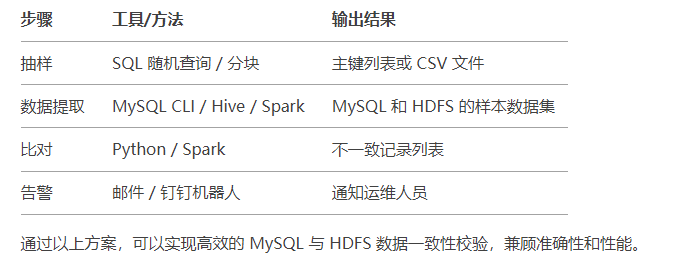 步骤 工具/方法 输出结果
抽样 SQL 随机查询 / 分块 主键列表或 CSV 文件
数据提取 MySQL CLI / Hive / Spark MySQL 和 HDFS 的样本数据集
比对 Python / Spark 不一致记录列表
告警 邮件 / 钉钉机器人 通知运维人员
通过以上方案，可以实现高效的 MySQL 与 HDFS 数据一致性校验，兼顾准确性和性能。